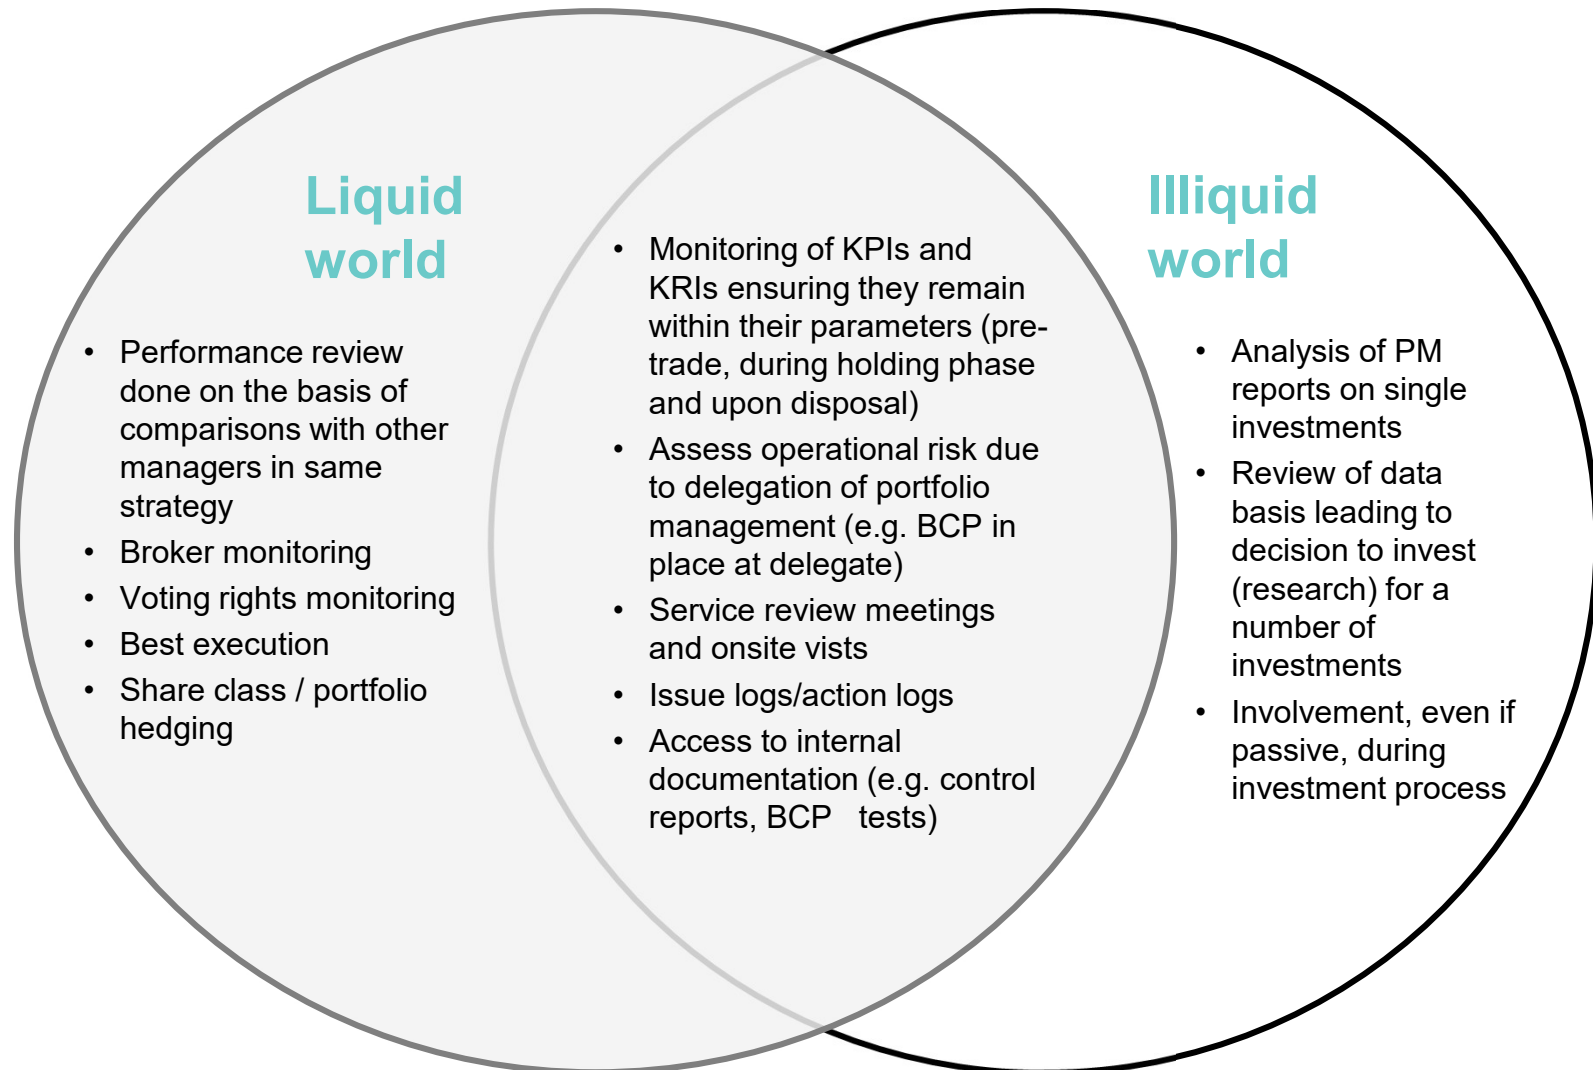 Liquid
world
• Performance review
done on the basis of
comparisons with other
managers in same
strategy
• Broker monitoring
• Voting rights monitoring
• Best execution
• Share class / portfolio
hedging
• Monitoring of KPIs and
KRIs ensuring they remain
within their parameters (pre-
trade, during holding phase
and upon disposal)
• Assess operational risk due
to delegation of portfolio
management (e.g. BCP in
place at delegate)
• Service review meetings
and onsite vists
• Issue logs/action logs
• Access to internal
documentation (e.g. control
reports, BCP tests)
Illiquid
world
• Analysis of PM
reports on single
investments
• Review of data
basis leading to
decision to invest
(research) for a
number of
investments
• Involvement, even if
passive, during
investment process